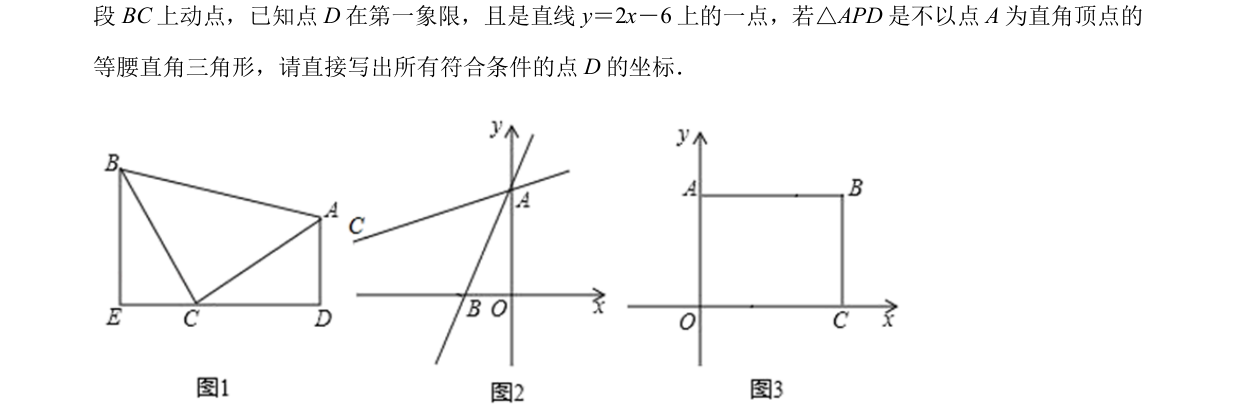 段 BC 上动点，已知点 D 在第一象限，且是直线 y＝2x－6 上的一点，若△APD 是不以点 A 为直角顶点的
等腰直角三角形，请直接写出所有符合条件的点 D 的坐标．
B
A
E
C
D
图1
y
A
C
B
O
x
图2
y
A
B
O
C
x
图3